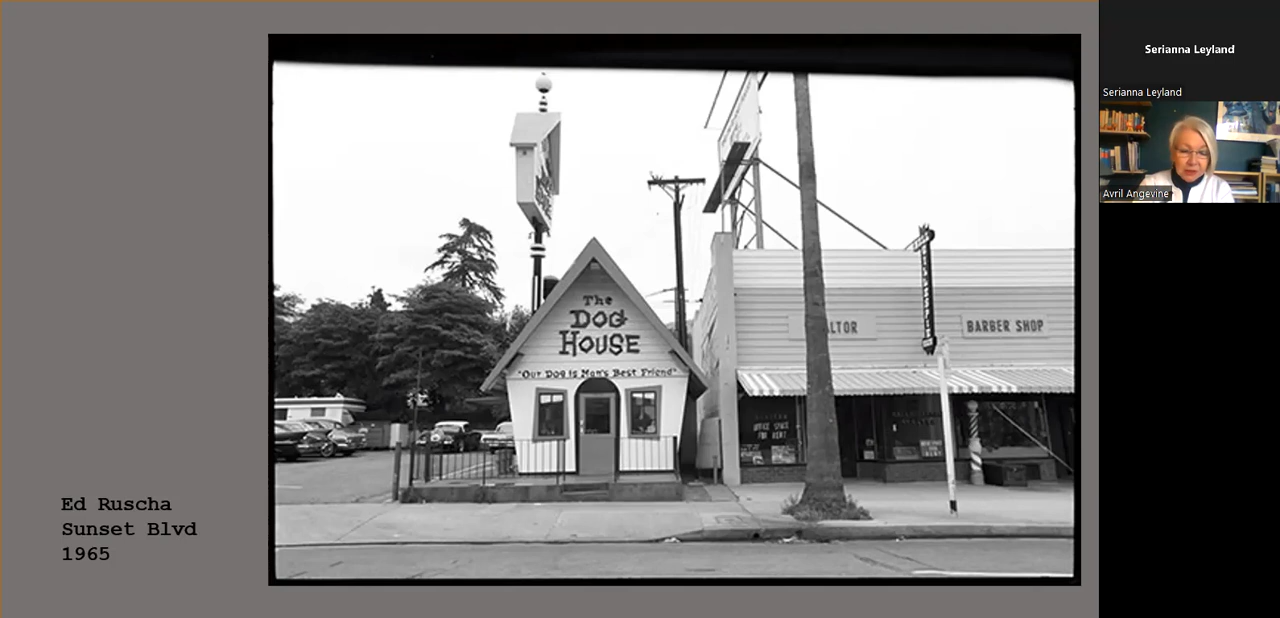 The
DOG
HOUSE
"Our Dog is Man's Best Friend"
ALTOR
BARBER SHOP
OFFICE SPACE
FOR RENT
Ed Ruscha
Sunset Blvd
1965
Serianna Leyland
Serianna Leyland
Avril Angevine